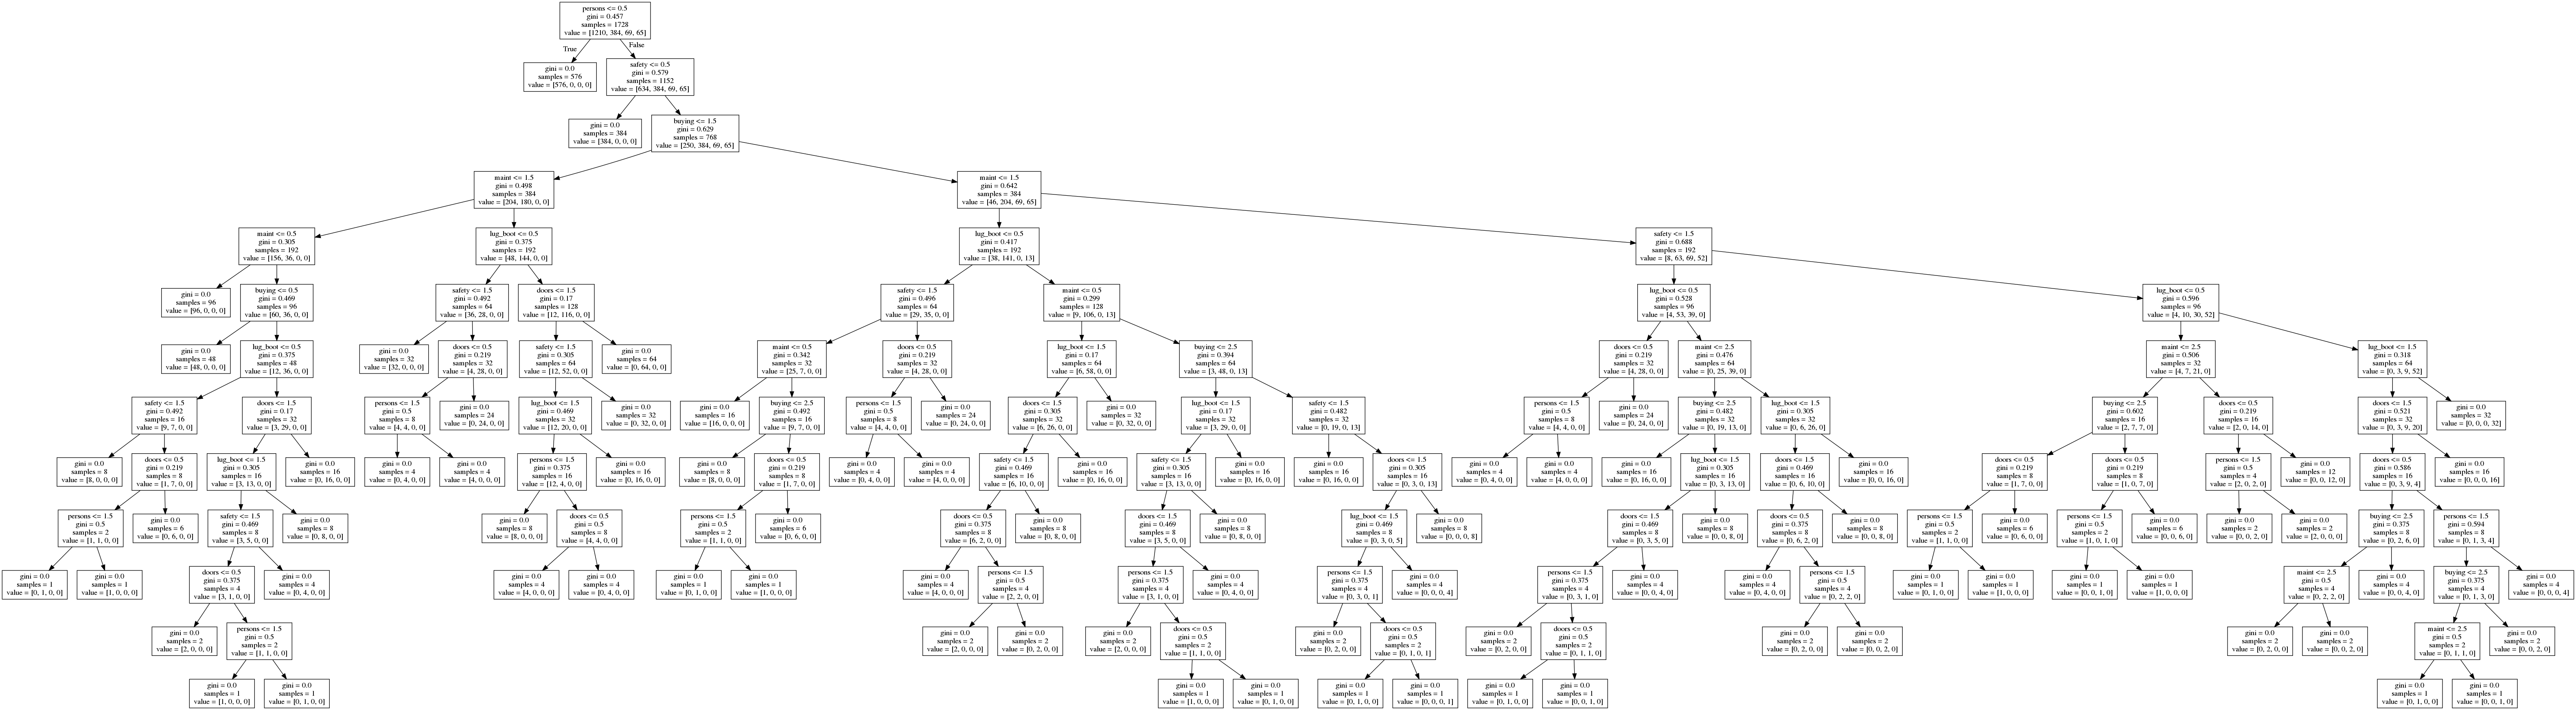 persons <= 0.5
gini = 0.457
samples = 1728
value = [1210, 384, 69, 65]
True
False
gini = 0.0
samples = 576
value = [576, 0, 0, 0]
safety <= 0.5
gini = 0.579
samples = 1152
value = [634, 384, 69, 65]
gini = 0.0
samples = 384
value = [384, 0, 0, 0]
buying <= 1.5
gini = 0.629
samples = 768
value = [250, 384, 69, 65]
maint <= 1.5
gini = 0.498
samples = 384
value = [204, 180, 0, 0]
maint <= 1.5
gini = 0.642
samples = 384
value = [46, 204, 69, 65]
maint <= 0.5
gini = 0.305
samples = 192
value = [156, 36, 0, 0]
lug_boot <= 0.5
gini = 0.375
samples = 192
value = [48, 144, 0, 0]
lug_boot <= 0.5
gini = 0.417
samples = 192
value = [38, 141, 0, 13]
safety <= 1.5
gini = 0.688
samples = 192
value = [8, 63, 69, 52]
gini = 0.0
samples = 96
value = [96, 0, 0, 0]
buying <= 0.5
gini = 0.469
samples = 96
value = [60, 36, 0, 0]
safety <= 1.5
gini = 0.492
samples = 64
value = [36, 28, 0, 0]
doors <= 1.5
gini = 0.17
samples = 128
value = [12, 116, 0, 0]
safety <= 1.5
gini = 0.496
samples = 64
value = [29, 35, 0, 0]
maint <= 0.5
gini = 0.299
samples = 128
value = [9, 106, 0, 13]
lug_boot <= 0.5
gini = 0.528
samples = 96
value = [4, 53, 39, 0]
lug_boot <= 0.5
gini = 0.596
samples = 96
value = [4, 10, 30, 52]
gini = 0.0
samples = 48
value = [48, 0, 0, 0]
lug_boot <= 0.5
gini = 0.375
samples = 48
value = [12, 36, 0, 0]
gini = 0.0
samples = 32
value = [32, 0, 0, 0]
doors <= 0.5
gini = 0.219
samples = 32
value = [4, 28, 0, 0]
safety <= 1.5
gini = 0.305
samples = 64
value = [12, 52, 0, 0]
gini = 0.0
samples = 64
value = [0, 64, 0, 0]
maint <= 0.5
gini = 0.342
samples = 32
value = [25, 7, 0, 0]
doors <= 0.5
gini = 0.219
samples = 32
value = [4, 28, 0, 0]
lug_boot <= 1.5
gini = 0.17
samples = 64
value = [6, 58, 0, 0]
buying <= 2.5
gini = 0.394
samples = 64
value = [3, 48, 0, 13]
doors <= 0.5
gini = 0.219
samples = 32
value = [4, 28, 0, 0]
maint <= 2.5
gini = 0.476
samples = 64
value = [0, 25, 39, 0]
maint <= 2.5
gini = 0.506
samples = 32
value = [4, 7, 21, 0]
lug_boot <= 1.5
gini = 0.318
samples = 64
value = [0, 3, 9, 52]
safety <= 1.5
gini = 0.492
samples = 16
value = [9, 7, 0, 0]
doors <= 1.5
gini = 0.17
samples = 32
value = [3, 29, 0, 0]
persons <= 1.5
gini = 0.5
samples = 8
value = [4, 4, 0, 0]
gini = 0.0
samples = 24
value = [0, 24, 0, 0]
lug_boot <= 1.5
gini = 0.469
samples = 32
value = [12, 20, 0, 0]
gini = 0.0
samples = 32
value = [0, 32, 0, 0]
gini = 0.0
samples = 16
value = [16, 0, 0, 0]
buying <= 2.5
gini = 0.492
samples = 16
value = [9, 7, 0, 0]
persons <= 1.5
gini = 0.5
samples = 8
value = [4, 4, 0, 0]
gini = 0.0
samples = 24
value = [0, 24, 0, 0]
doors <= 1.5
gini = 0.305
samples = 32
value = [6, 26, 0, 0]
gini = 0.0
samples = 32
value = [0, 32, 0, 0]
lug_boot <= 1.5
gini = 0.17
samples = 32
value = [3, 29, 0, 0]
safety <= 1.5
gini = 0.482
samples = 32
value = [0, 19, 0, 13]
persons <= 1.5
gini = 0.5
samples = 8
value = [4, 4, 0, 0]
gini = 0.0
samples = 24
value = [0, 24, 0, 0]
buying <= 2.5
gini = 0.482
samples = 32
value = [0, 19, 13, 0]
lug_boot <= 1.5
gini = 0.305
samples = 32
value = [0, 6, 26, 0]
buying <= 2.5
gini = 0.602
samples = 16
value = [2, 7, 7, 0]
doors <= 0.5
gini = 0.219
samples = 16
value = [2, 0, 14, 0]
doors <= 1.5
gini = 0.521
samples = 32
value = [0, 3, 9, 20]
gini = 0.0
samples = 32
value = [0, 0, 0, 32]
gini = 0.0
samples = 8
value = [8, 0, 0, 0]
doors <= 0.5
gini = 0.219
samples = 8
value = [1, 7, 0, 0]
lug_boot <= 1.5
gini = 0.305
samples = 16
value = [3, 13, 0, 0]
gini = 0.0
samples = 16
value = [0, 16, 0, 0]
gini = 0.0
samples = 4
value = [0, 4, 0, 0]
gini = 0.0
samples = 4
value = [4, 0, 0, 0]
persons <= 1.5
gini = 0.375
samples = 16
value = [12, 4, 0, 0]
gini = 0.0
samples = 16
value = [0, 16, 0, 0]
gini = 0.0
samples = 8
value = [8, 0, 0, 0]
doors <= 0.5
gini = 0.219
samples = 8
value = [1, 7, 0, 0]
gini = 0.0
samples = 4
value = [0, 4, 0, 0]
gini = 0.0
samples = 4
value = [4, 0, 0, 0]
safety <= 1.5
gini = 0.469
samples = 16
value = [6, 10, 0, 0]
gini = 0.0
samples = 16
value = [0, 16, 0, 0]
safety <= 1.5
gini = 0.305
samples = 16
value = [3, 13, 0, 0]
gini = 0.0
samples = 16
value = [0, 16, 0, 0]
gini = 0.0
samples = 16
value = [0, 16, 0, 0]
doors <= 1.5
gini = 0.305
samples = 16
value = [0, 3, 0, 13]
gini = 0.0
samples = 4
value = [0, 4, 0, 0]
gini = 0.0
samples = 4
value = [4, 0, 0, 0]
gini = 0.0
samples = 16
value = [0, 16, 0, 0]
lug_boot <= 1.5
gini = 0.305
samples = 16
value = [0, 3, 13, 0]
doors <= 1.5
gini = 0.469
samples = 16
value = [0, 6, 10, 0]
gini = 0.0
samples = 16
value = [0, 0, 16, 0]
doors <= 0.5
gini = 0.219
samples = 8
value = [1, 7, 0, 0]
doors <= 0.5
gini = 0.219
samples = 8
value = [1, 0, 7, 0]
persons <= 1.5
gini = 0.5
samples = 4
value = [2, 0, 2, 0]
gini = 0.0
samples = 12
value = [0, 0, 12, 0]
doors <= 0.5
gini = 0.586
samples = 16
value = [0, 3, 9, 4]
gini = 0.0
samples = 16
value = [0, 0, 0, 16]
persons <= 1.5
gini = 0.5
samples = 2
value = [1, 1, 0, 0]
gini = 0.0
samples = 6
value = [0, 6, 0, 0]
safety <= 1.5
gini = 0.469
samples = 8
value = [3, 5, 0, 0]
gini = 0.0
samples = 8
value = [0, 8, 0, 0]
gini = 0.0
samples = 8
value = [8, 0, 0, 0]
doors <= 0.5
gini = 0.5
samples = 8
value = [4, 4, 0, 0]
persons <= 1.5
gini = 0.5
samples = 2
value = [1, 1, 0, 0]
gini = 0.0
samples = 6
value = [0, 6, 0, 0]
doors <= 0.5
gini = 0.375
samples = 8
value = [6, 2, 0, 0]
gini = 0.0
samples = 8
value = [0, 8, 0, 0]
doors <= 1.5
gini = 0.469
samples = 8
value = [3, 5, 0, 0]
gini = 0.0
samples = 8
value = [0, 8, 0, 0]
lug_boot <= 1.5
gini = 0.469
samples = 8
value = [0, 3, 0, 5]
gini = 0.0
samples = 8
value = [0, 0, 0, 8]
doors <= 1.5
gini = 0.469
samples = 8
value = [0, 3, 5, 0]
gini = 0.0
samples = 8
value = [0, 0, 8, 0]
doors <= 0.5
gini = 0.375
samples = 8
value = [0, 6, 2, 0]
gini = 0.0
samples = 8
value = [0, 0, 8, 0]
persons <= 1.5
gini = 0.5
samples = 2
value = [1, 1, 0, 0]
gini = 0.0
samples = 6
value = [0, 6, 0, 0]
persons <= 1.5
gini = 0.5
samples = 2
value = [1, 0, 1, 0]
gini = 0.0
samples = 6
value = [0, 0, 6, 0]
gini = 0.0
samples = 2
value = [0, 0, 2, 0]
gini = 0.0
samples = 2
value = [2, 0, 0, 0]
buying <= 2.5
gini = 0.375
samples = 8
value = [0, 2, 6, 0]
persons <= 1.5
gini = 0.594
samples = 8
value = [0, 1, 3, 4]
gini = 0.0
samples = 1
value = [0, 1, 0, 0]
gini = 0.0
samples = 1
value = [1, 0, 0, 0]
doors <= 0.5
gini = 0.375
samples = 4
value = [3, 1, 0, 0]
gini = 0.0
samples = 4
value = [0, 4, 0, 0]
gini = 0.0
samples = 4
value = [4, 0, 0, 0]
gini = 0.0
samples = 4
value = [0, 4, 0, 0]
gini = 0.0
samples = 1
value = [0, 1, 0, 0]
gini = 0.0
samples = 1
value = [1, 0, 0, 0]
gini = 0.0
samples = 4
value = [4, 0, 0, 0]
persons <= 1.5
gini = 0.5
samples = 4
value = [2, 2, 0, 0]
persons <= 1.5
gini = 0.375
samples = 4
value = [3, 1, 0, 0]
gini = 0.0
samples = 4
value = [0, 4, 0, 0]
persons <= 1.5
gini = 0.375
samples = 4
value = [0, 3, 0, 1]
gini = 0.0
samples = 4
value = [0, 0, 0, 4]
persons <= 1.5
gini = 0.375
samples = 4
value = [0, 3, 1, 0]
gini = 0.0
samples = 4
value = [0, 0, 4, 0]
gini = 0.0
samples = 4
value = [0, 4, 0, 0]
persons <= 1.5
gini = 0.5
samples = 4
value = [0, 2, 2, 0]
gini = 0.0
samples = 1
value = [0, 1, 0, 0]
gini = 0.0
samples = 1
value = [1, 0, 0, 0]
gini = 0.0
samples = 1
value = [0, 0, 1, 0]
gini = 0.0
samples = 1
value = [1, 0, 0, 0]
maint <= 2.5
gini = 0.5
samples = 4
value = [0, 2, 2, 0]
gini = 0.0
samples = 4
value = [0, 0, 4, 0]
buying <= 2.5
gini = 0.375
samples = 4
value = [0, 1, 3, 0]
gini = 0.0
samples = 4
value = [0, 0, 0, 4]
gini = 0.0
samples = 2
value = [2, 0, 0, 0]
persons <= 1.5
gini = 0.5
samples = 2
value = [1, 1, 0, 0]
gini = 0.0
samples = 2
value = [2, 0, 0, 0]
gini = 0.0
samples = 2
value = [0, 2, 0, 0]
gini = 0.0
samples = 2
value = [2, 0, 0, 0]
doors <= 0.5
gini = 0.5
samples = 2
value = [1, 1, 0, 0]
gini = 0.0
samples = 2
value = [0, 2, 0, 0]
doors <= 0.5
gini = 0.5
samples = 2
value = [0, 1, 0, 1]
gini = 0.0
samples = 2
value = [0, 2, 0, 0]
doors <= 0.5
gini = 0.5
samples = 2
value = [0, 1, 1, 0]
gini = 0.0
samples = 2
value = [0, 2, 0, 0]
gini = 0.0
samples = 2
value = [0, 0, 2, 0]
gini = 0.0
samples = 2
value = [0, 2, 0, 0]
gini = 0.0
samples = 2
value = [0, 0, 2, 0]
maint <= 2.5
gini = 0.5
samples = 2
value = [0, 1, 1, 0]
gini = 0.0
samples = 2
value = [0, 0, 2, 0]
gini = 0.0
samples = 1
value = [1, 0, 0, 0]
gini = 0.0
samples = 1
value = [0, 1, 0, 0]
gini = 0.0
samples = 1
value = [1, 0, 0, 0]
gini = 0.0
samples = 1
value = [0, 1, 0, 0]
gini = 0.0
samples = 1
value = [0, 1, 0, 0]
gini = 0.0
samples = 1
value = [0, 0, 0, 1]
gini = 0.0
samples = 1
value = [0, 1, 0, 0]
gini = 0.0
samples = 1
value = [0, 0, 1, 0]
gini = 0.0
samples = 1
value = [0, 1, 0, 0]
gini = 0.0
samples = 1
value = [0, 0, 1, 0]